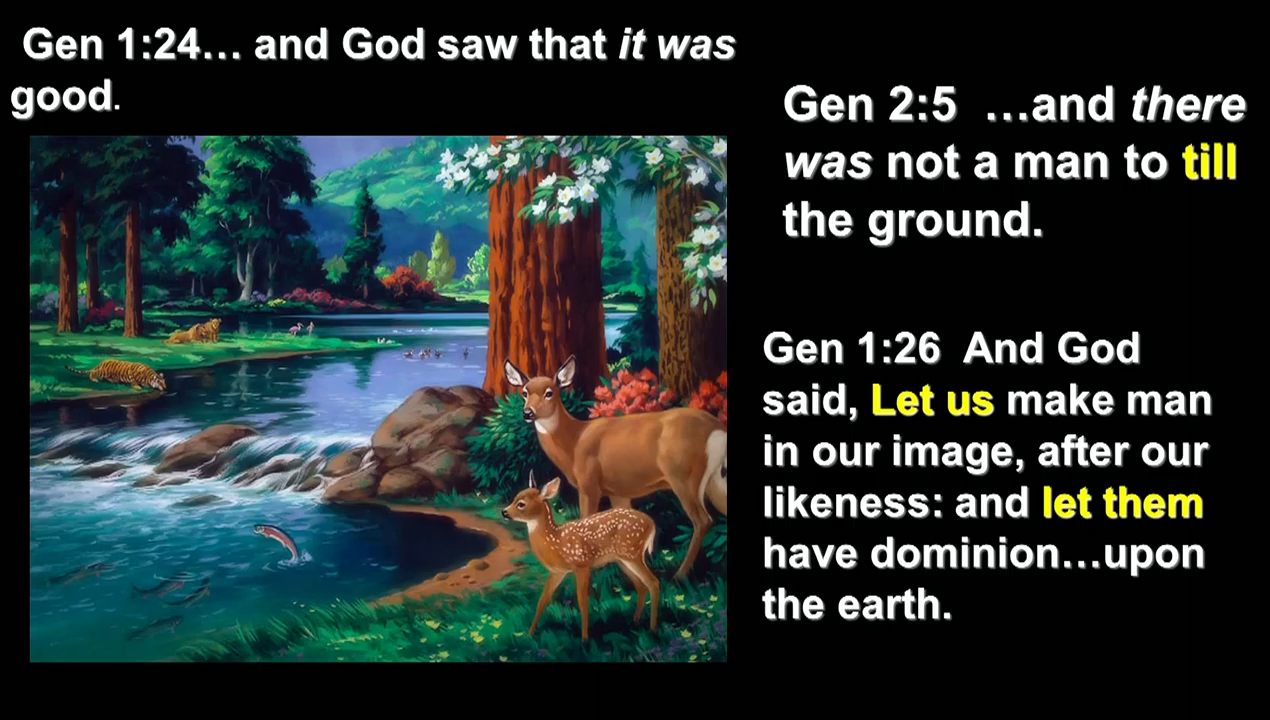 Gen 1:24… and God saw that it was
good.
Gen 2:5 …and there
was not a man to till
the ground.
Gen 1:26 And God
said, Let us make man
in our image, after our
likeness: and let them
have dominion…upon
the earth.